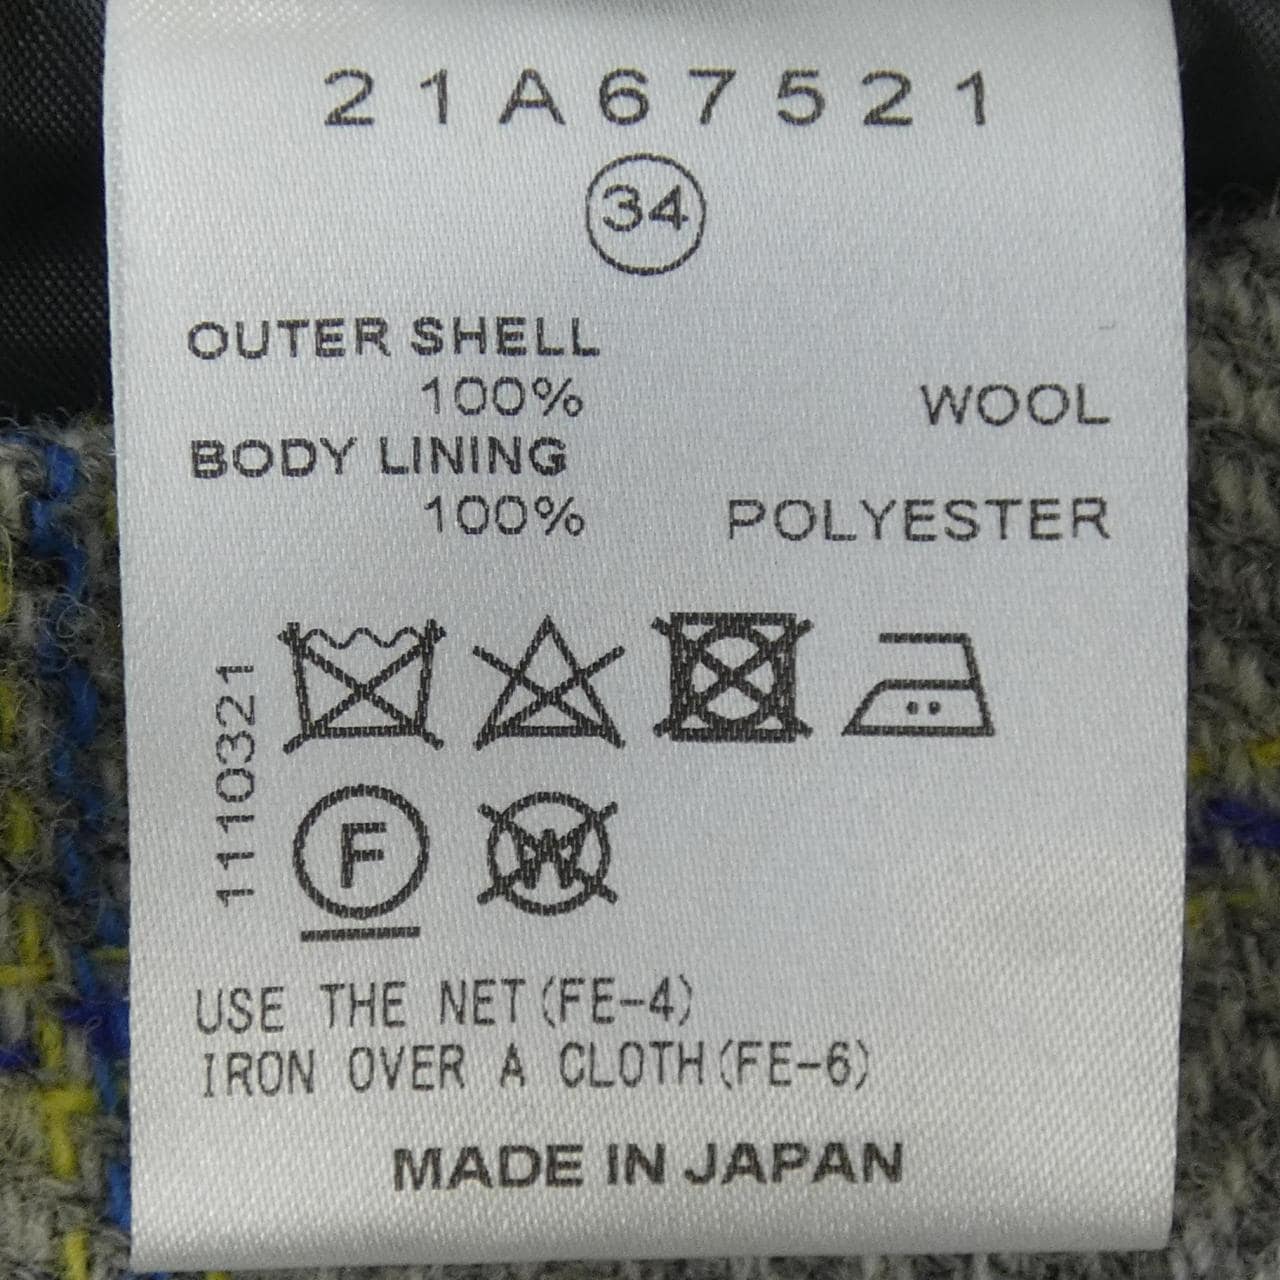 21A67521
34
OUTER SHELL
100% WOOL
BODY LINING
100% POLYESTER
1110321
F
W
USE THE NET(FE-4)
IRON OVER A CLOTH(FE-6)
MADE IN JAPAN